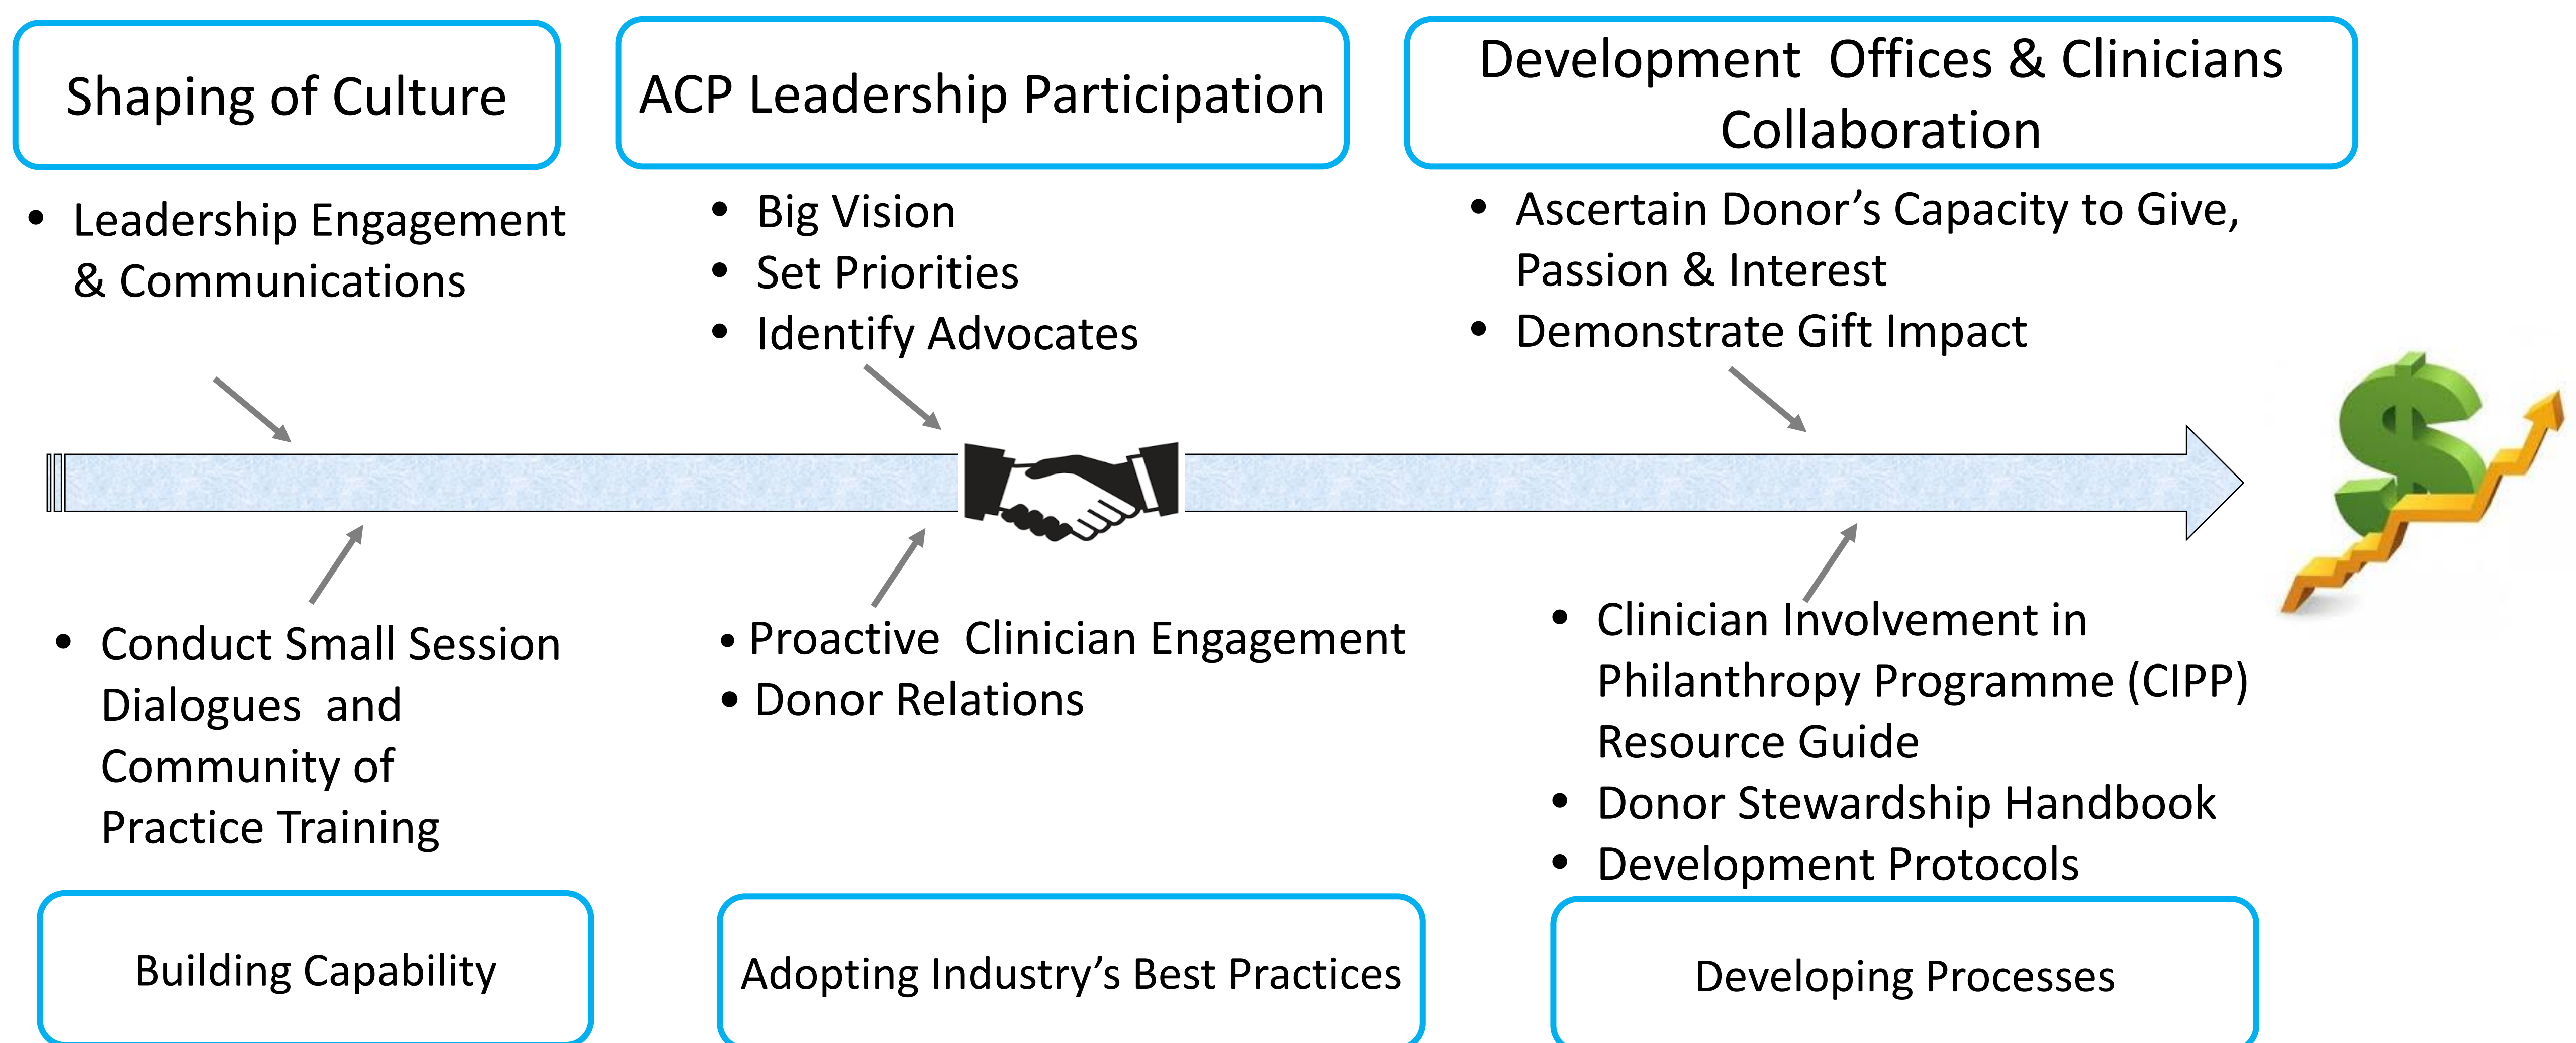 Shaping of Culture
ACP Leadership Participation
Development Offices & Clinicians
Collaboration
• Leadership Engagement
& Communications
• Big Vision
• Set Priorities
• Identify Advocates
• Ascertain Donor’s Capacity to Give,
Passion & Interest
• Demonstrate Gift Impact
• Conduct Small Session
Dialogues and
Community of
Practice Training
• Proactive Clinician Engagement
• Donor Relations
• Clinician Involvement in
Philanthropy Programme (CIPP)
Resource Guide
• Donor Stewardship Handbook
• Development Protocols
Building Capability
Adopting Industry’s Best Practices
Developing Processes